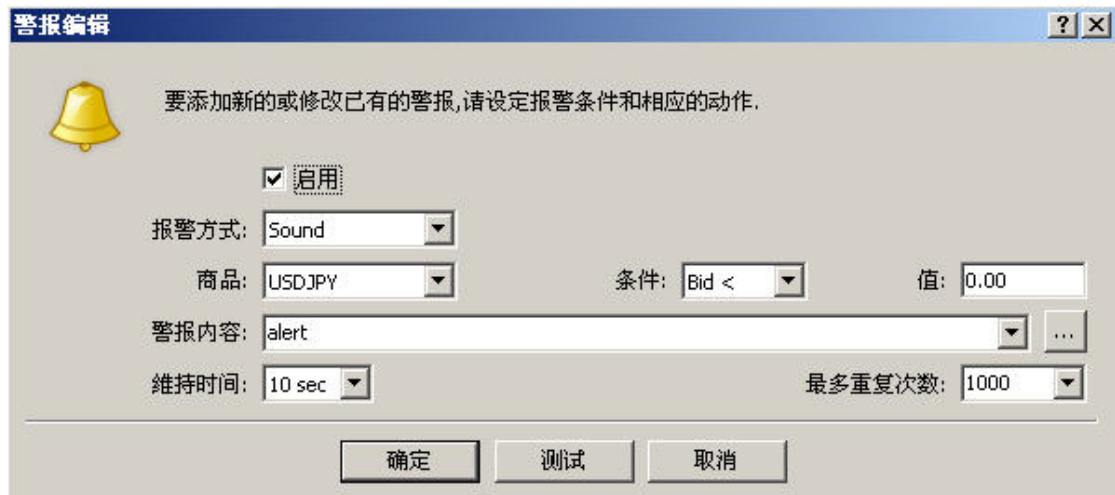 警报编辑
要添加新的或修改已有的警报,请设定报警条件和相应的动作.
启用
报警方式: Sound
商品: USDJPY 条件: Bid < 值: 0.00
警报内容: alert ...
維持时间: 10 sec 最多重复次数: 1000
确定 测试 取消